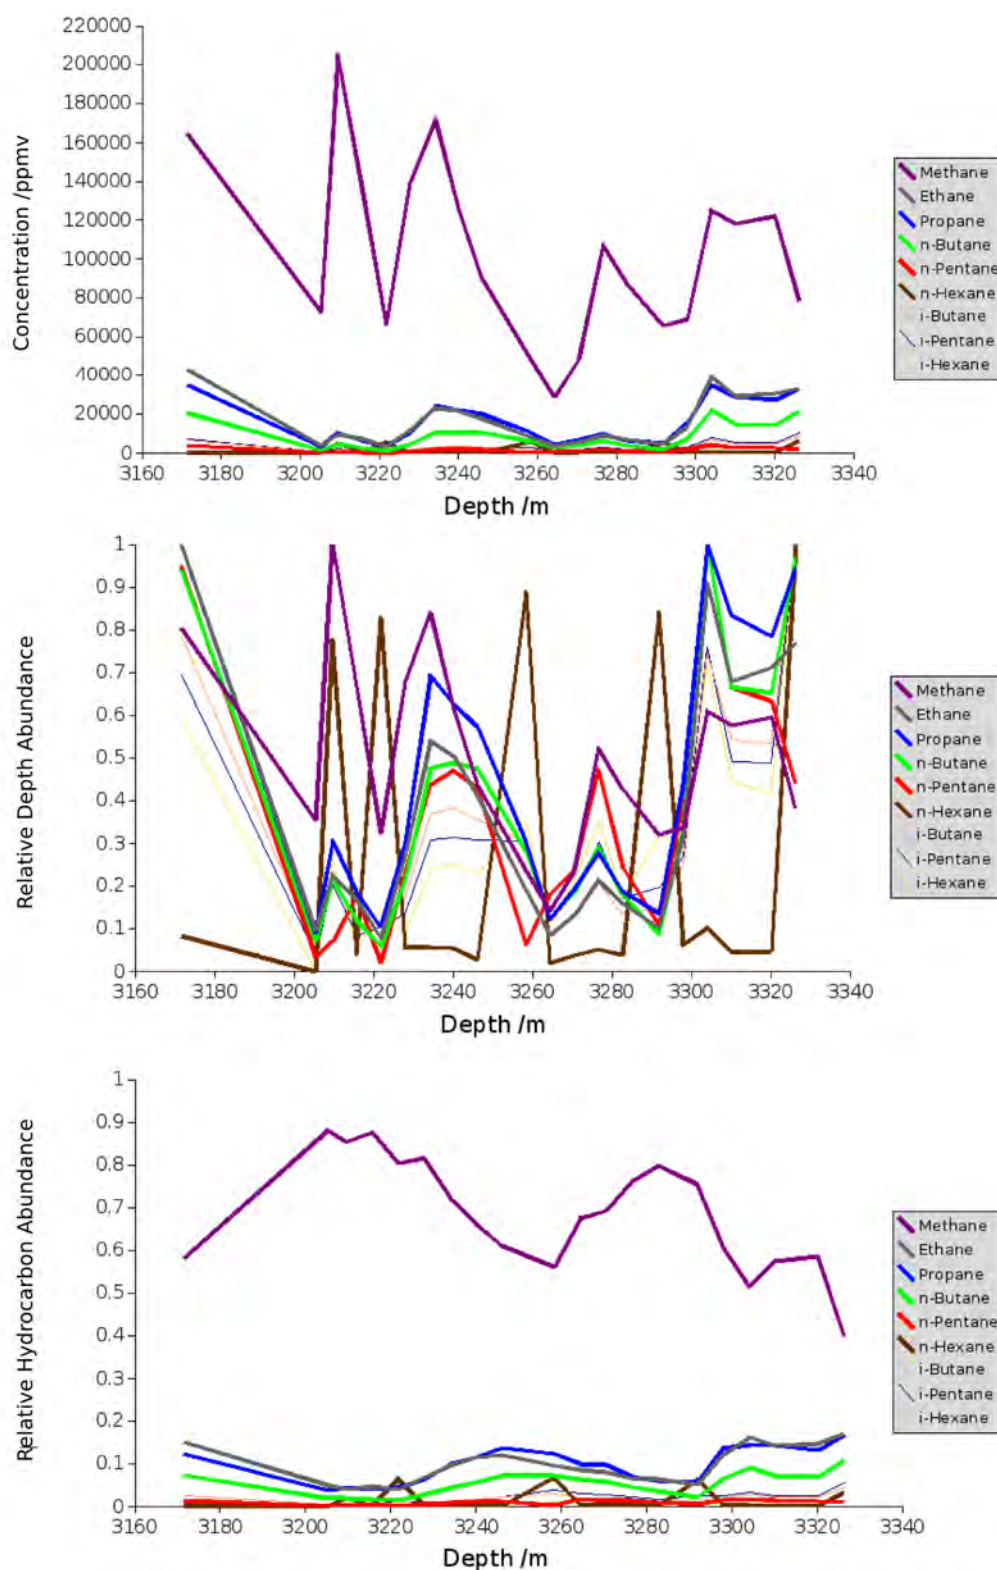 220000
200000
180000
160000
140000
120000
100000
80000
60000
40000
20000
0
Concentration /ppmv
3160 3180 3200 3220 3240 3260 3280 3300 3320 3340
Depth /m
Methane
Ethane
Propane
n-Butane
n-Pentane
n-Hexane
i-Butane
i-Pentane
i-Hexane
1
0.9
0.8
0.7
0.6
0.5
0.4
0.3
0.2
0.1
0
Relative Depth Abundance
3160 3180 3200 3220 3240 3260 3280 3300 3320 3340
Depth /m
Methane
Ethane
Propane
n-Butane
n-Pentane
n-Hexane
i-Butane
i-Pentane
i-Hexane
1
0.9
0.8
0.7
0.6
0.5
0.4
0.3
0.2
0.1
0
Relative Hydrocarbon Abundance
3160 3180 3200 3220 3240 3260 3280 3300 3320 3340
Depth /m
Methane
Ethane
Propane
n-Butane
n-Pentane
n-Hexane
i-Butane
i-Pentane
i-Hexane